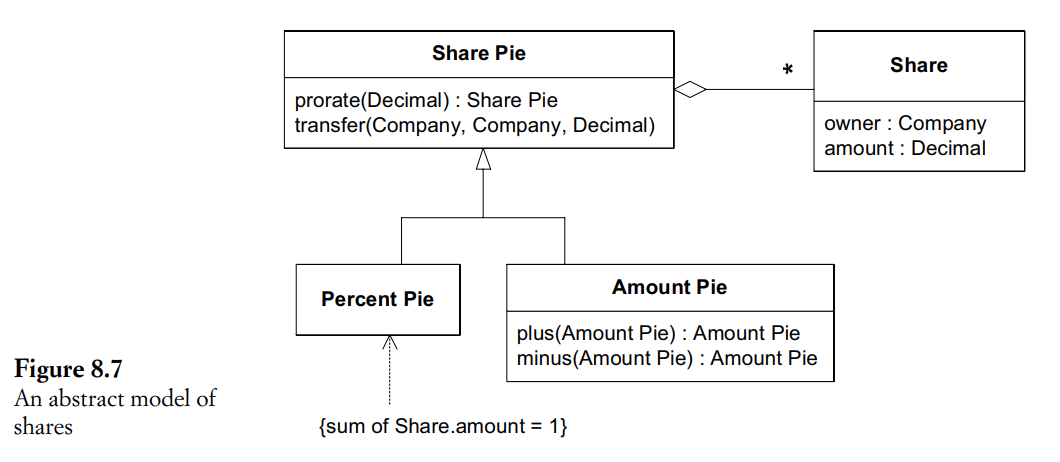 Share Pie
prorate(Decimal) : Share Pie
transfer(Company, Company, Decimal)
*
Share
owner : Company
amount : Decimal
Percent Pie
Amount Pie
plus(Amount Pie) : Amount Pie
minus(Amount Pie) : Amount Pie
{sum of Share.amount = 1}
Figure 8.7
An abstract model of
shares